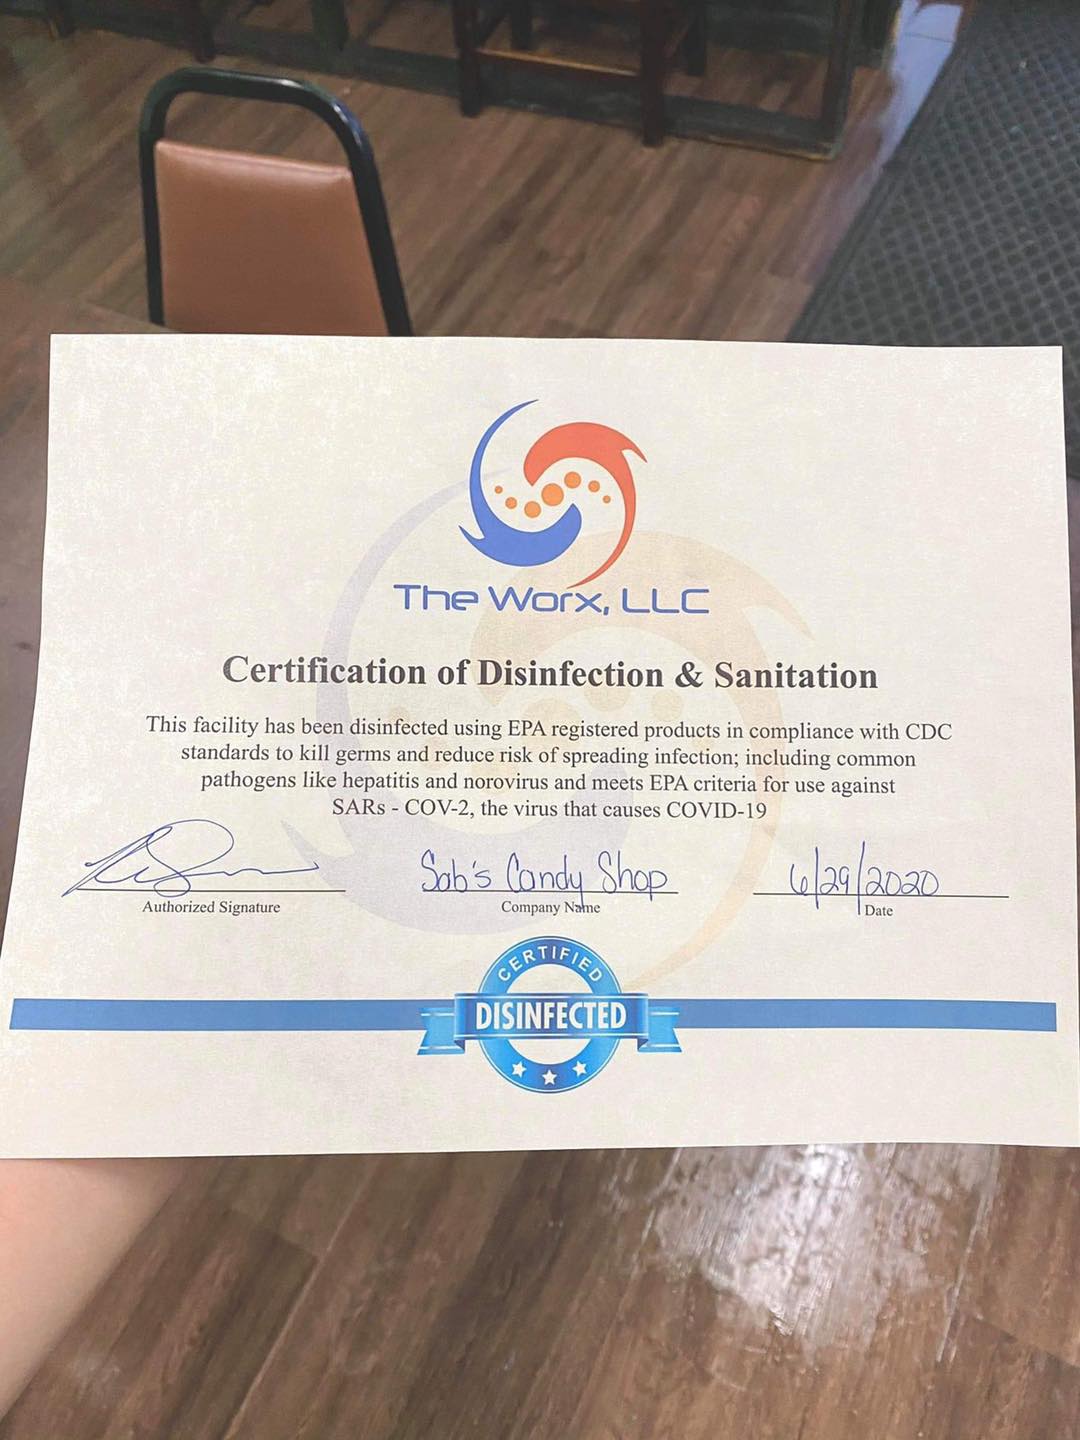 The Worx, LLC
Certification of Disinfection & Sanitation
This facility has been disinfected using EPA registered products in compliance with CDC
standards to kill germs and reduce risk of spreading infection; including common
pathogens like hepatitis and norovirus and meets EPA criteria for use against
SARs - COV-2, the virus that causes COVID-19
Sab's Candy Shop 6/29/2020
Authorized Signature Company Name Date
CERTIFIED
DISINFECTED